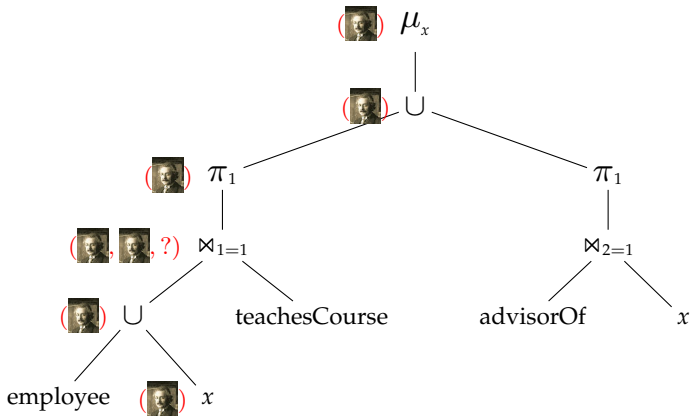 ( ) μₓ
( ) ∪
( ) π₁ π₁
( , , ?) ⋈₁₌₁ ⋈₂₌₁
( ) ∪ teachesCourse advisorOf x
employee ( ) x